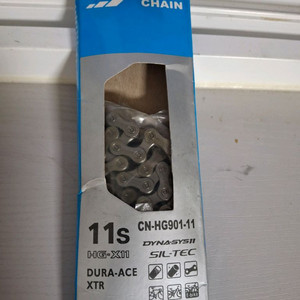 CHAIN
11s
CN-HG901-11
HG-X11
DYNA-SYS11
SIL-TEC
DURA-ACE
XTR